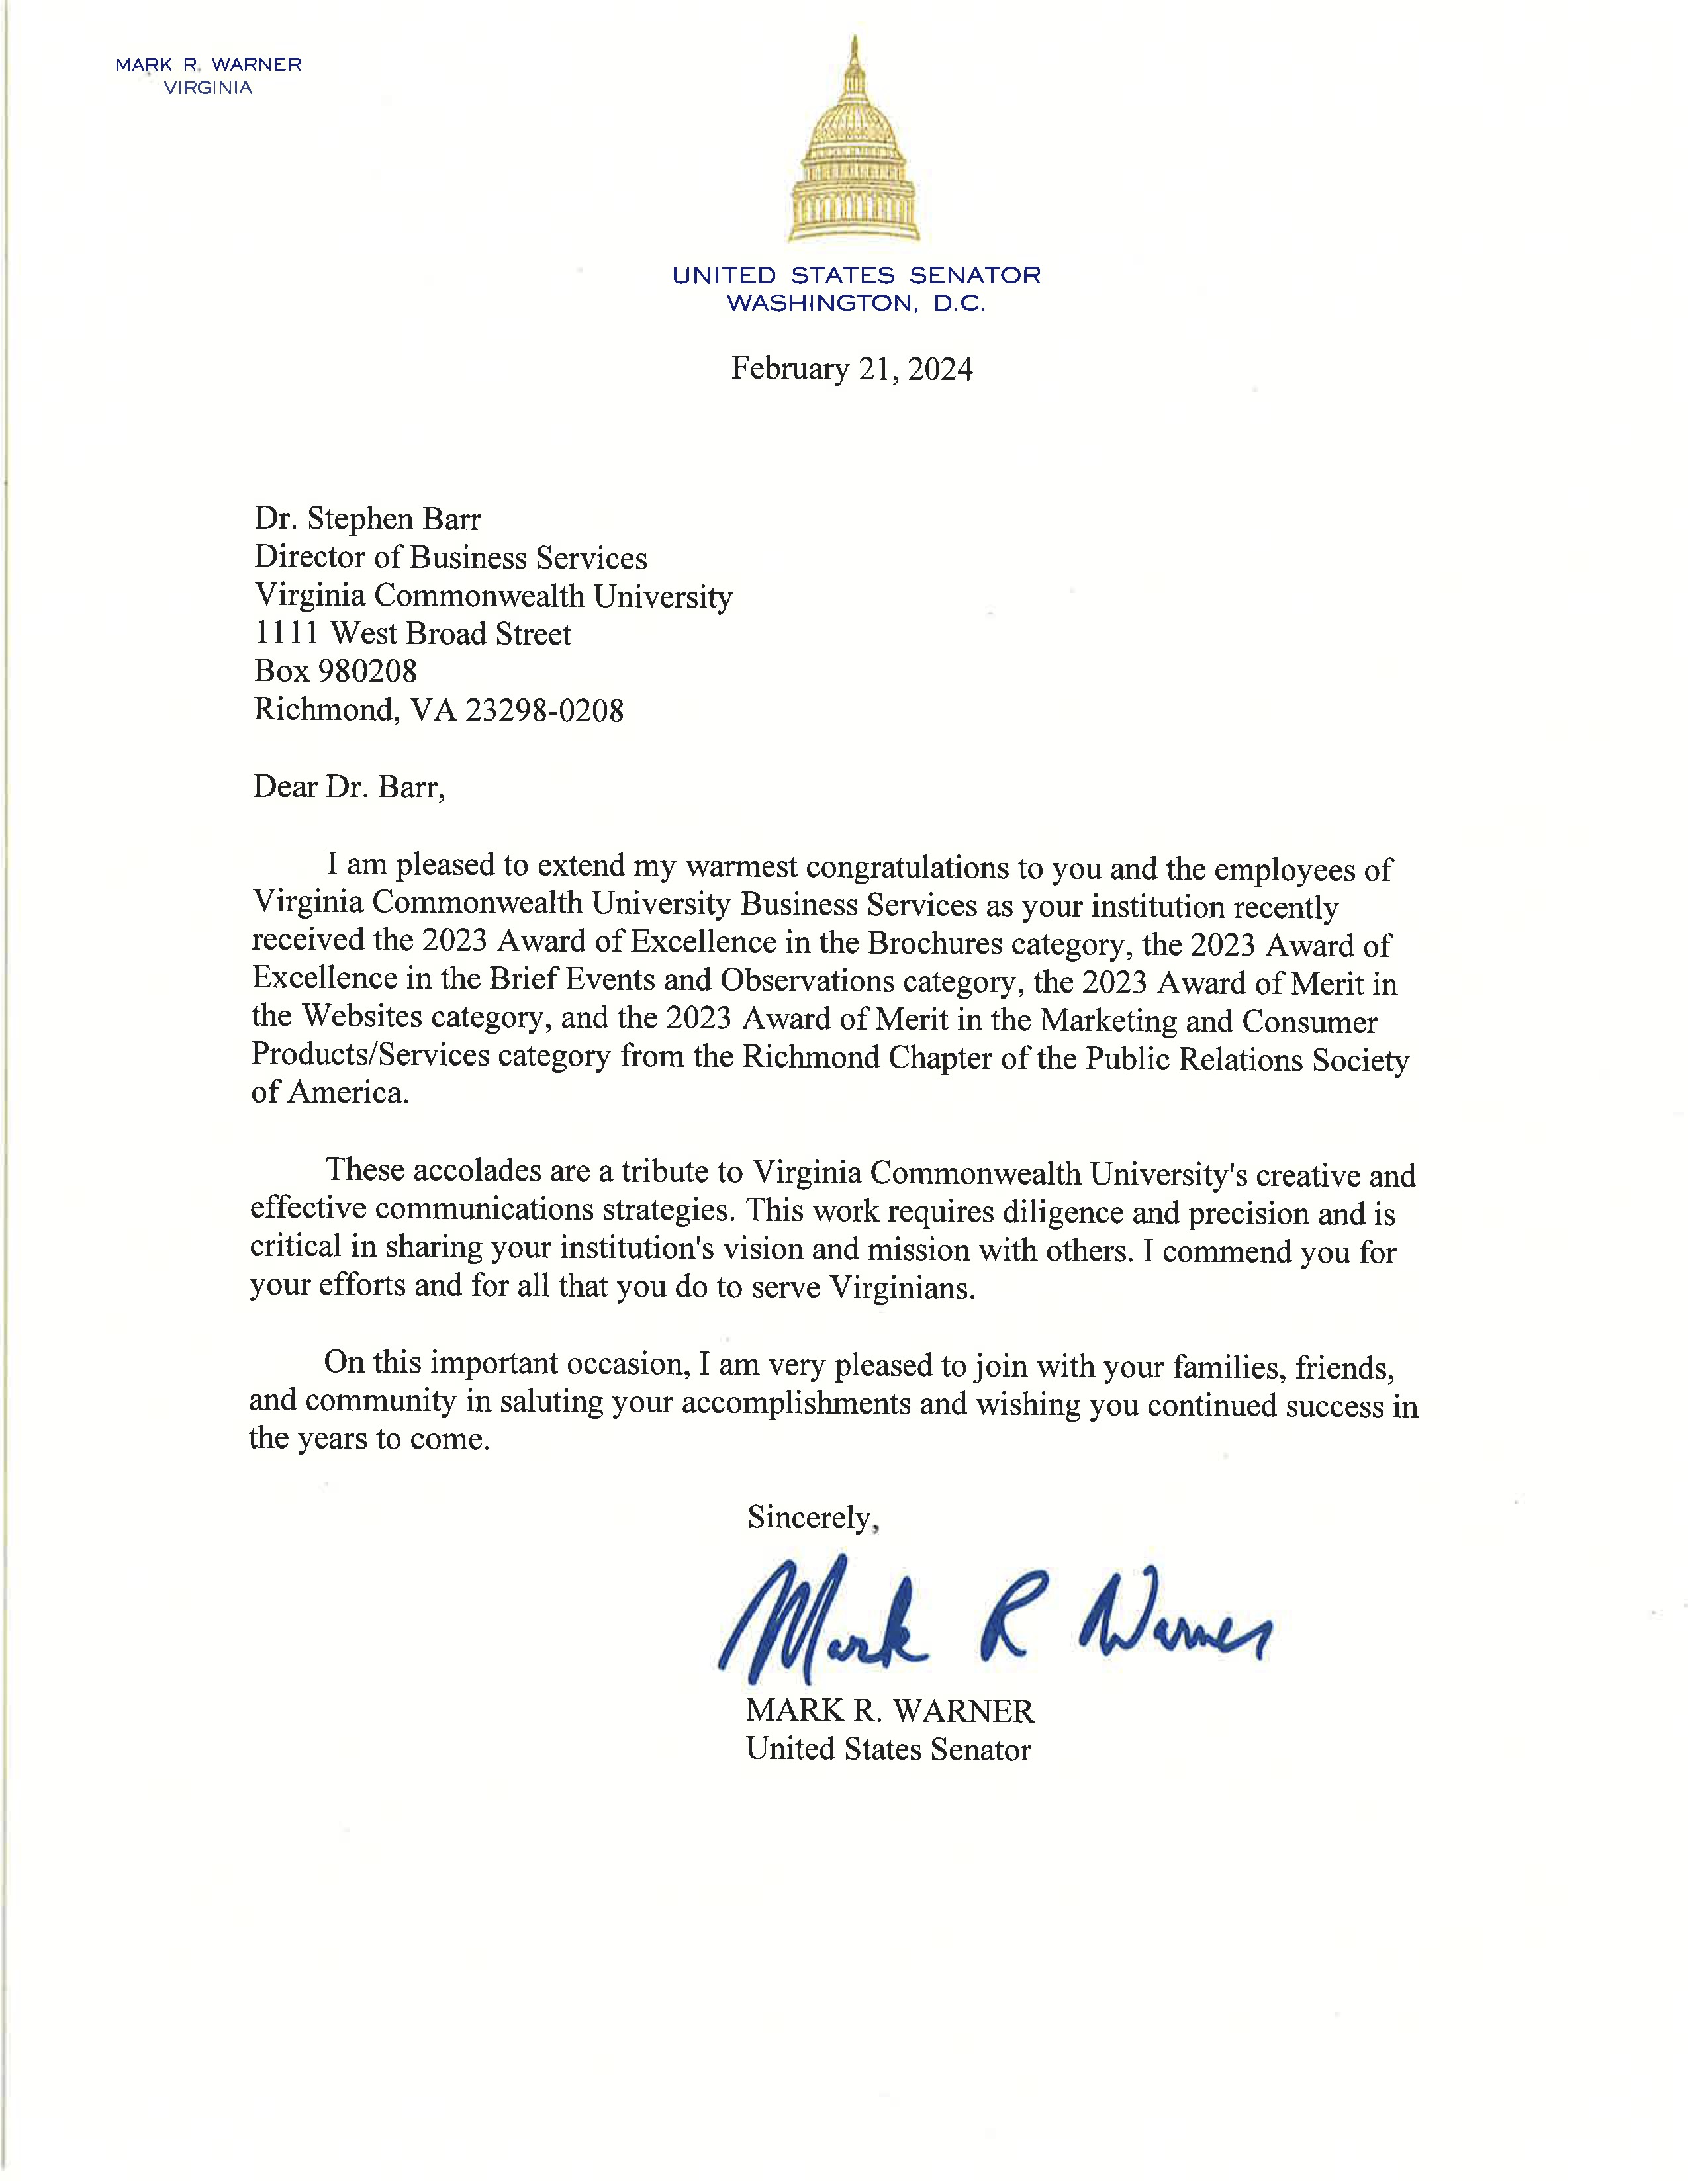 MARK R. WARNER
VIRGINIA
UNITED STATES SENATOR
WASHINGTON, D.C.
February 21, 2024
Dr. Stephen Barr
Director of Business Services
Virginia Commonwealth University
1111 West Broad Street
Box 980208
Richmond, VA 23298-0208
Dear Dr. Barr,
I am pleased to extend my warmest congratulations to you and the employees of
Virginia Commonwealth University Business Services as your institution recently
received the 2023 Award of Excellence in the Brochures category, the 2023 Award of
Excellence in the Brief Events and Observations category, the 2023 Award of Merit in
the Websites category, and the 2023 Award of Merit in the Marketing and Consumer
Products/Services category from the Richmond Chapter of the Public Relations Society
of America.
These accolades are a tribute to Virginia Commonwealth University's creative and
effective communications strategies. This work requires diligence and precision and is
critical in sharing your institution's vision and mission with others. I commend you for
your efforts and for all that you do to serve Virginians.
On this important occasion, I am very pleased to join with your families, friends,
and community in saluting your accomplishments and wishing you continued success in
the years to come.
Sincerely,
Mark R Warner
MARK R. WARNER
United States Senator